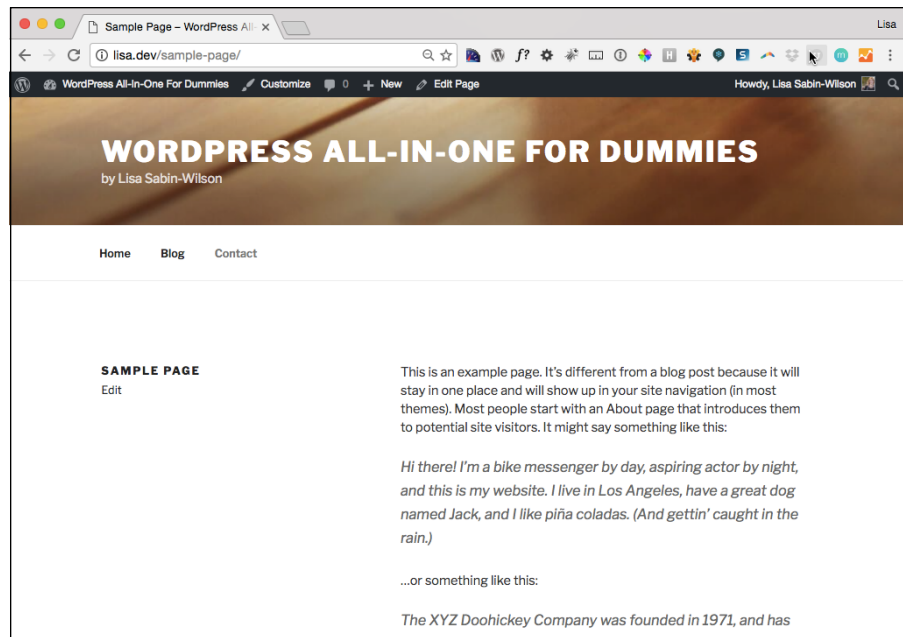 Sample Page – WordPress All-
Lisa
lisa.dev/sample-page/
f?
H
S
m
WordPress All-In-One For Dummies Customize 0 New Edit Page Howdy, Lisa Sabin-Wilson
WORDPRESS ALL-IN-ONE FOR DUMMIES
by Lisa Sabin-Wilson
Home Blog Contact
SAMPLE PAGE
Edit
This is an example page. It's different from a blog post because it will
stay in one place and will show up in your site navigation (in most
themes). Most people start with an About page that introduces them
to potential site visitors. It might say something like this:
Hi there! I'm a bike messenger by day, aspiring actor by night,
and this is my website. I live in Los Angeles, have a great dog
named Jack, and I like piña coladas. (And gettin' caught in the
rain.)
...or something like this:
The XYZ Doohickey Company was founded in 1971, and has